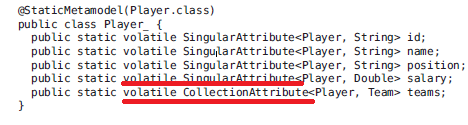 @StaticMetamodel(Player.class)
public class Player_ {
public static volatile SingularAttribute<Player, String> id;
public static volatile SingularAttribute<Player, String> name;
public static volatile SingularAttribute<Player, String> position;
public static volatile SingularAttribute<Player, Double> salary;
public static volatile CollectionAttribute<Player, Team> teams;
}